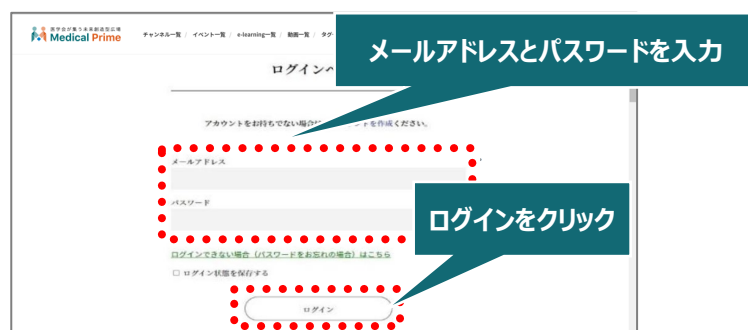 医学会が集う未来創造型広場
Medical Prime
チャンネル一覧 / イベント一覧 / e-learning一覧 / 動画一覧 / タグ
メールアドレスとパスワードを入力
ログイン
アカウントをお持ちでない場合は
を作成ください。
メールアドレス
パスワード
ログインをクリック
ログインできない場合（パスワードをお忘れの場合）はこちら
ログイン状態を保存する
ログイン